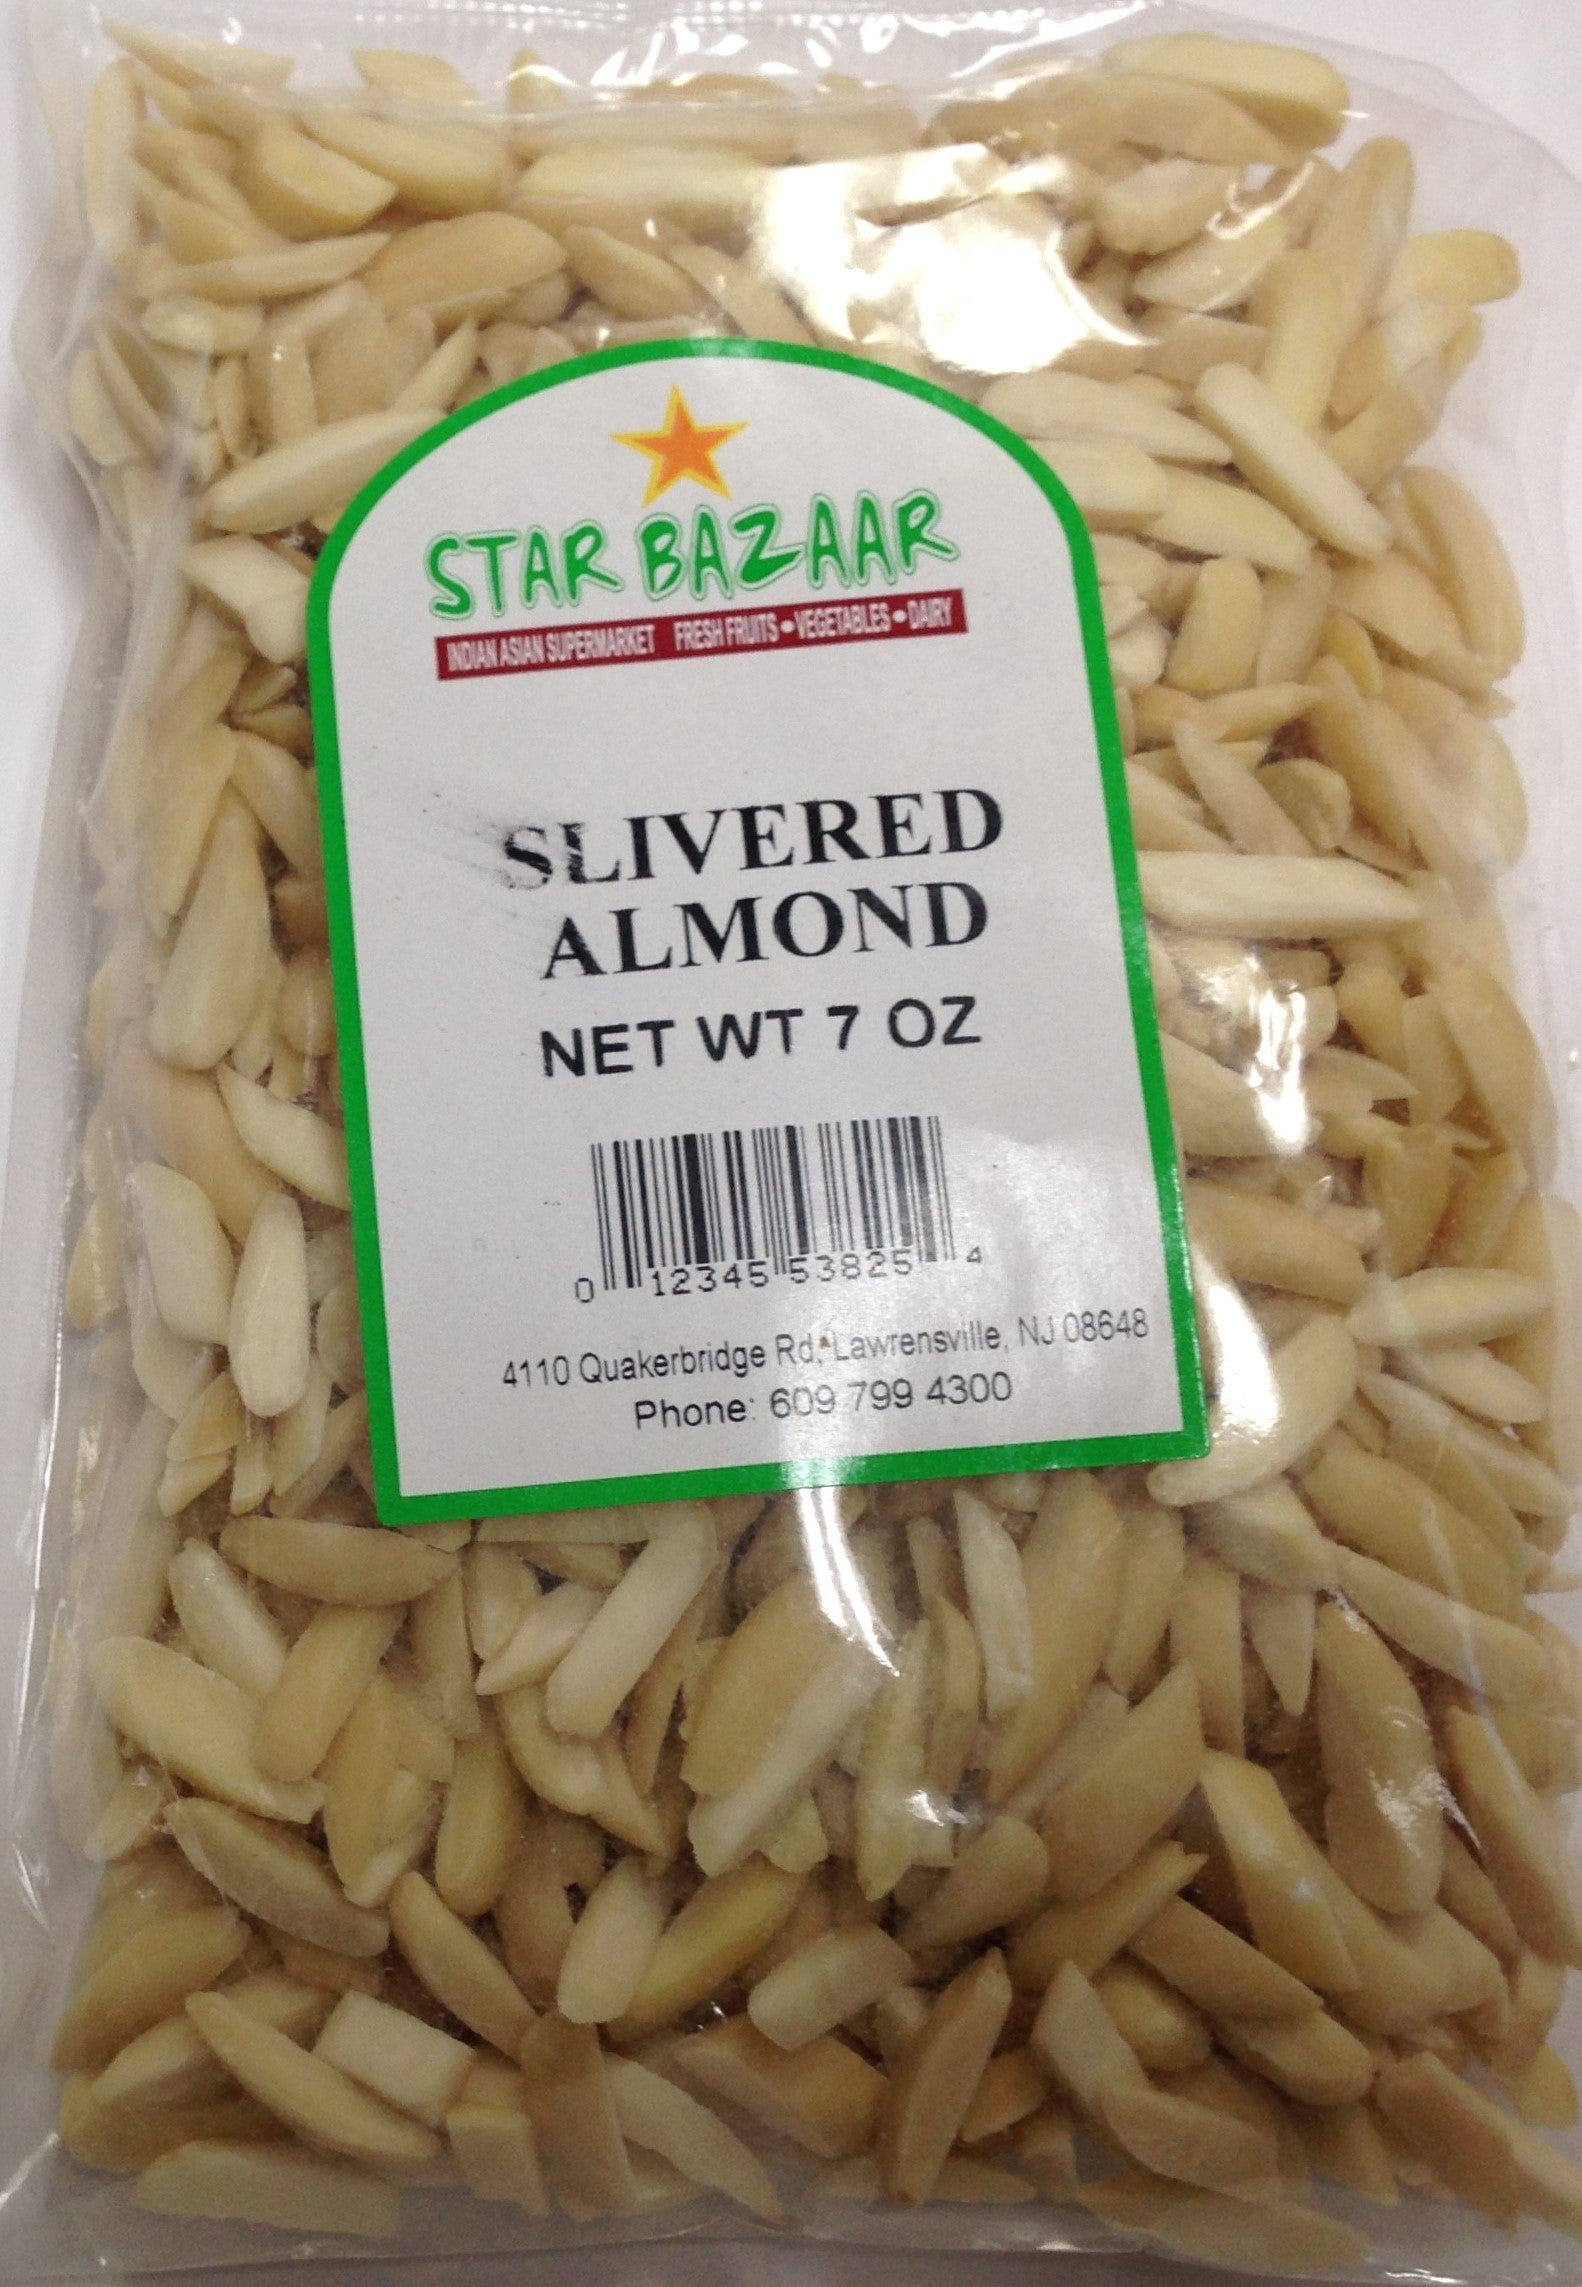 STAR BAZAAR
INDIAN ASIAN SUPERMARKET FRESH FRUITS • VEGETABLES • DAIRY
SLIVERED
ALMOND
NET WT 7 OZ
0 12345 53825 4
4110 Quakerbridge Rd, Lawrensville, NJ 08648
Phone: 609 799 4300